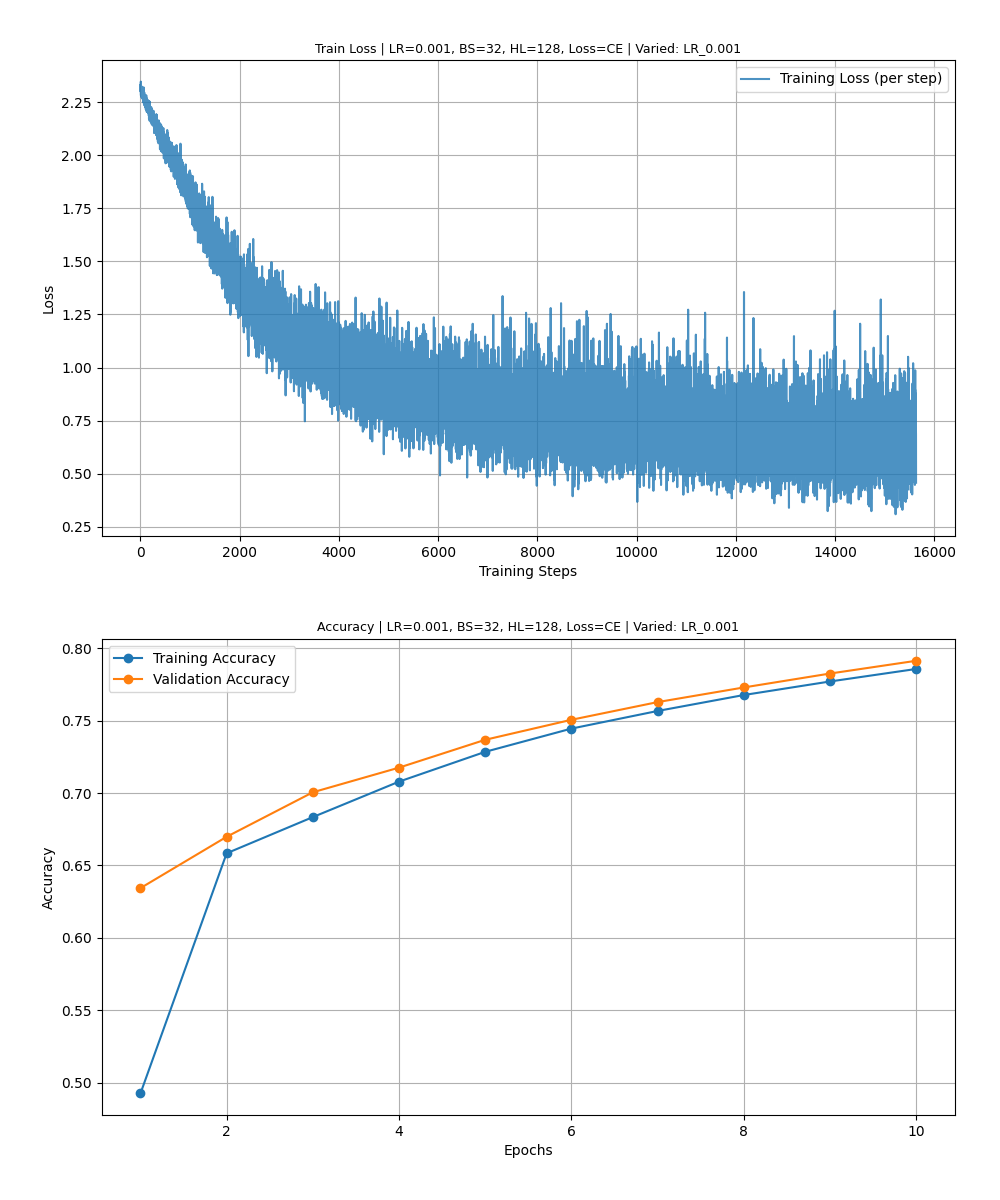 Train Loss | LR=0.001, BS=32, HL=128, Loss=CE | Varied: LR_0.001
Training Loss (per step)
Loss
2.25
2.00
1.75
1.50
1.25
1.00
0.75
0.50
0.25
0 2000 4000 6000 8000 10000 12000 14000 16000
Training Steps
Accuracy | LR=0.001, BS=32, HL=128, Loss=CE | Varied: LR_0.001
Training Accuracy
Validation Accuracy
Accuracy
0.80
0.75
0.70
0.65
0.60
0.55
0.50
2 4 6 8 10
Epochs